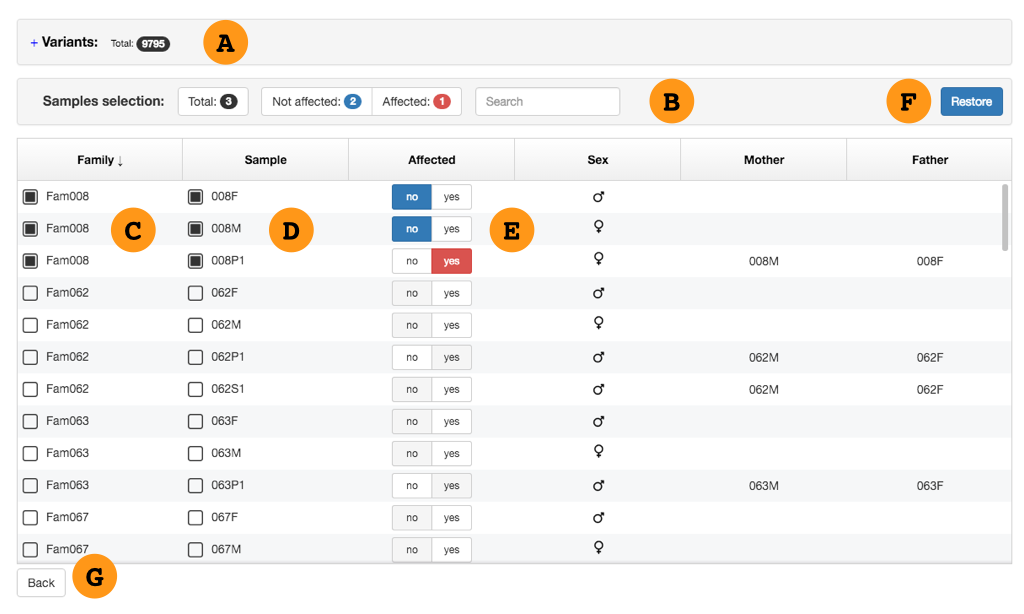 + Variants: Total: 9795 A
Samples selection: Total: 3 Not affected: 2 Affected: 1 Search B F Restore
Family ↓ Sample Affected Sex Mother Father
Fam008 008F no yes ♂
Fam008 C 008M D no yes E ♀
Fam008 008P1 no yes ♀ 008M 008F
Fam062 062F no yes ♂
Fam062 062M no yes ♀
Fam062 062P1 no yes ♂ 062M 062F
Fam062 062S1 no yes ♂ 062M 062F
Fam063 063F no yes ♂
Fam063 063M no yes ♀
Fam063 063P1 no yes ♂ 063M 063F
Fam067 067F no yes ♂
Fam067 067M no yes ♀
Back G